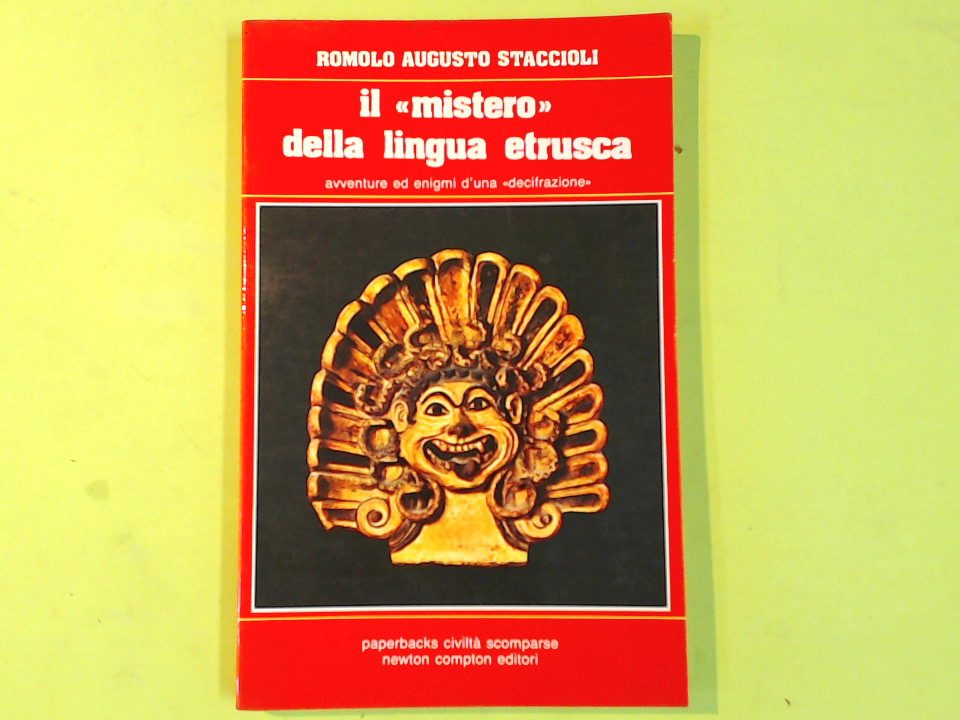 ROMOLO AUGUSTO STACCIOLI
il «mistero»
della lingua etrusca
avventure ed enigmi d'una «decifrazione»
paperbacks civiltà scomparse
newton compton editori